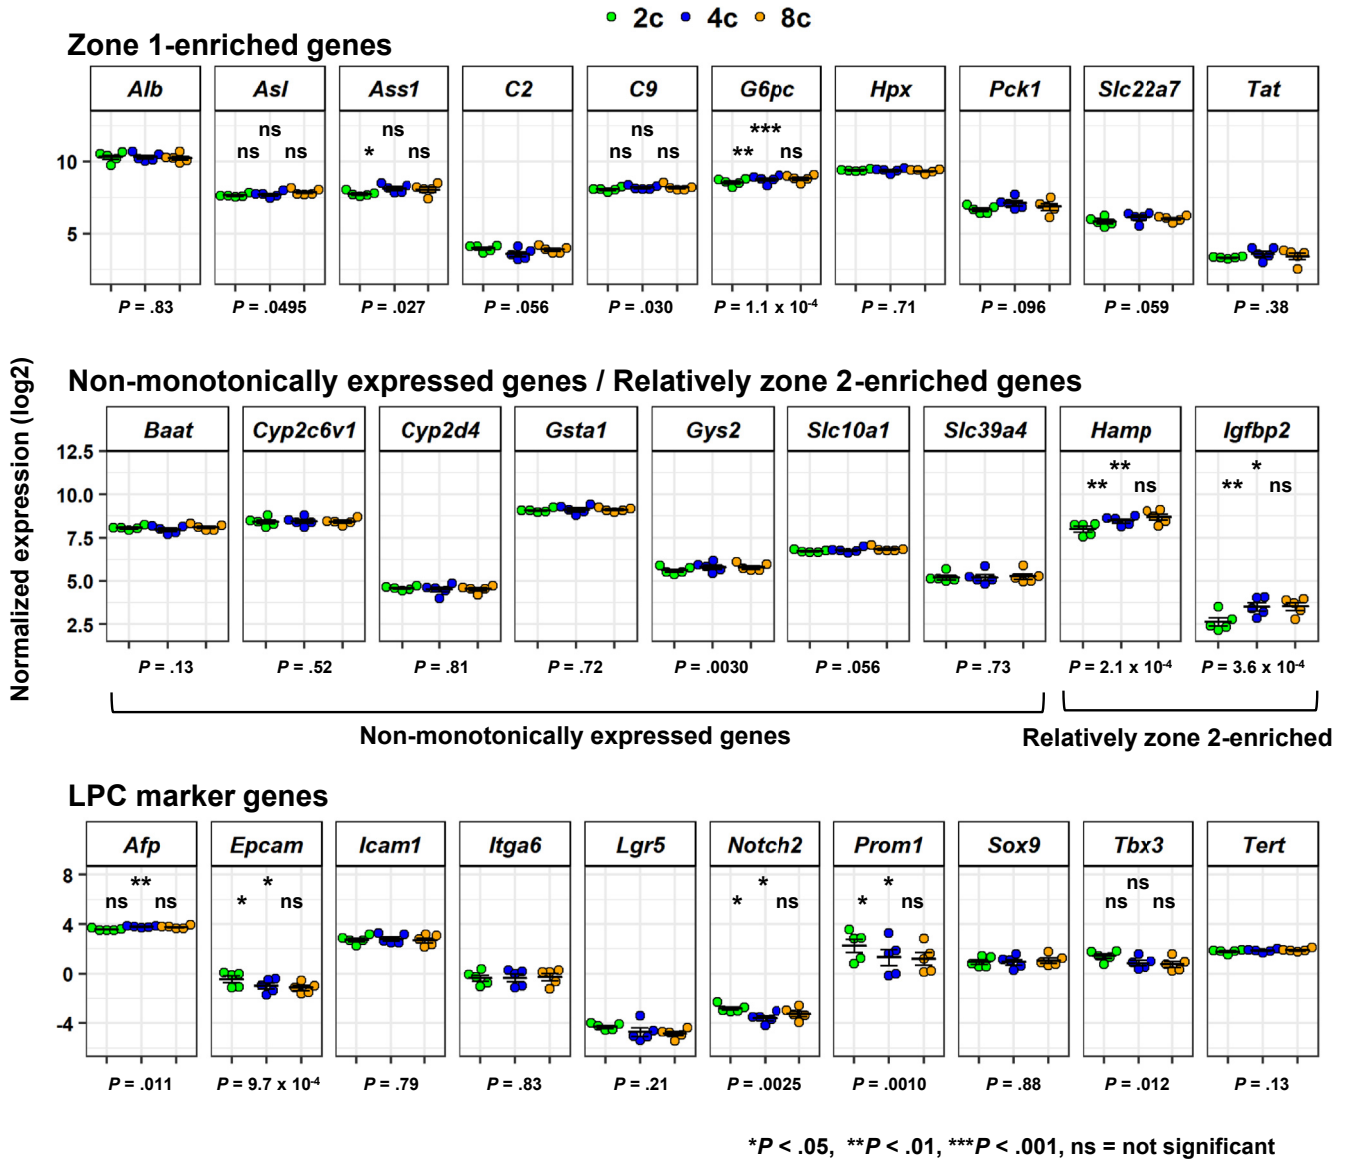 2c 4c 8c
Zone 1-enriched genes
Alb Asl Ass1 C2 C9 G6pc Hpx Pck1 Slc22a7 Tat
ns ns ns ***
ns ns * ns ns ns ** ns
10
5
P = .83 P = .0495 P = .027 P = .056 P = .030 P = 1.1 x 10-4 P = .71 P = .096 P = .059 P = .38
Normalized expression (log2)
Non-monotonically expressed genes / Relatively zone 2-enriched genes
Baat Cyp2c6v1 Cyp2d4 Gsta1 Gys2 Slc10a1 Slc39a4 Hamp Igfbp2
12.5
** *
** ns ** ns
10.0
7.5
5.0
2.5
P = .13 P = .52 P = .81 P = .72 P = .0030 P = .056 P = .73 P = 2.1 x 10-4 P = 3.6 x 10-4
Non-monotonically expressed genes Relatively zone 2-enriched
LPC marker genes
Afp Epcam Icam1 Itga6 Lgr5 Notch2 Prom1 Sox9 Tbx3 Tert
8 ** * * * ns
ns ns * ns * ns * ns ns ns
4
0
-4
P = .011 P = 9.7 x 10-4 P = .79 P = .83 P = .21 P = .0025 P = .0010 P = .88 P = .012 P = .13
*P < .05, **P < .01, ***P < .001, ns = not significant